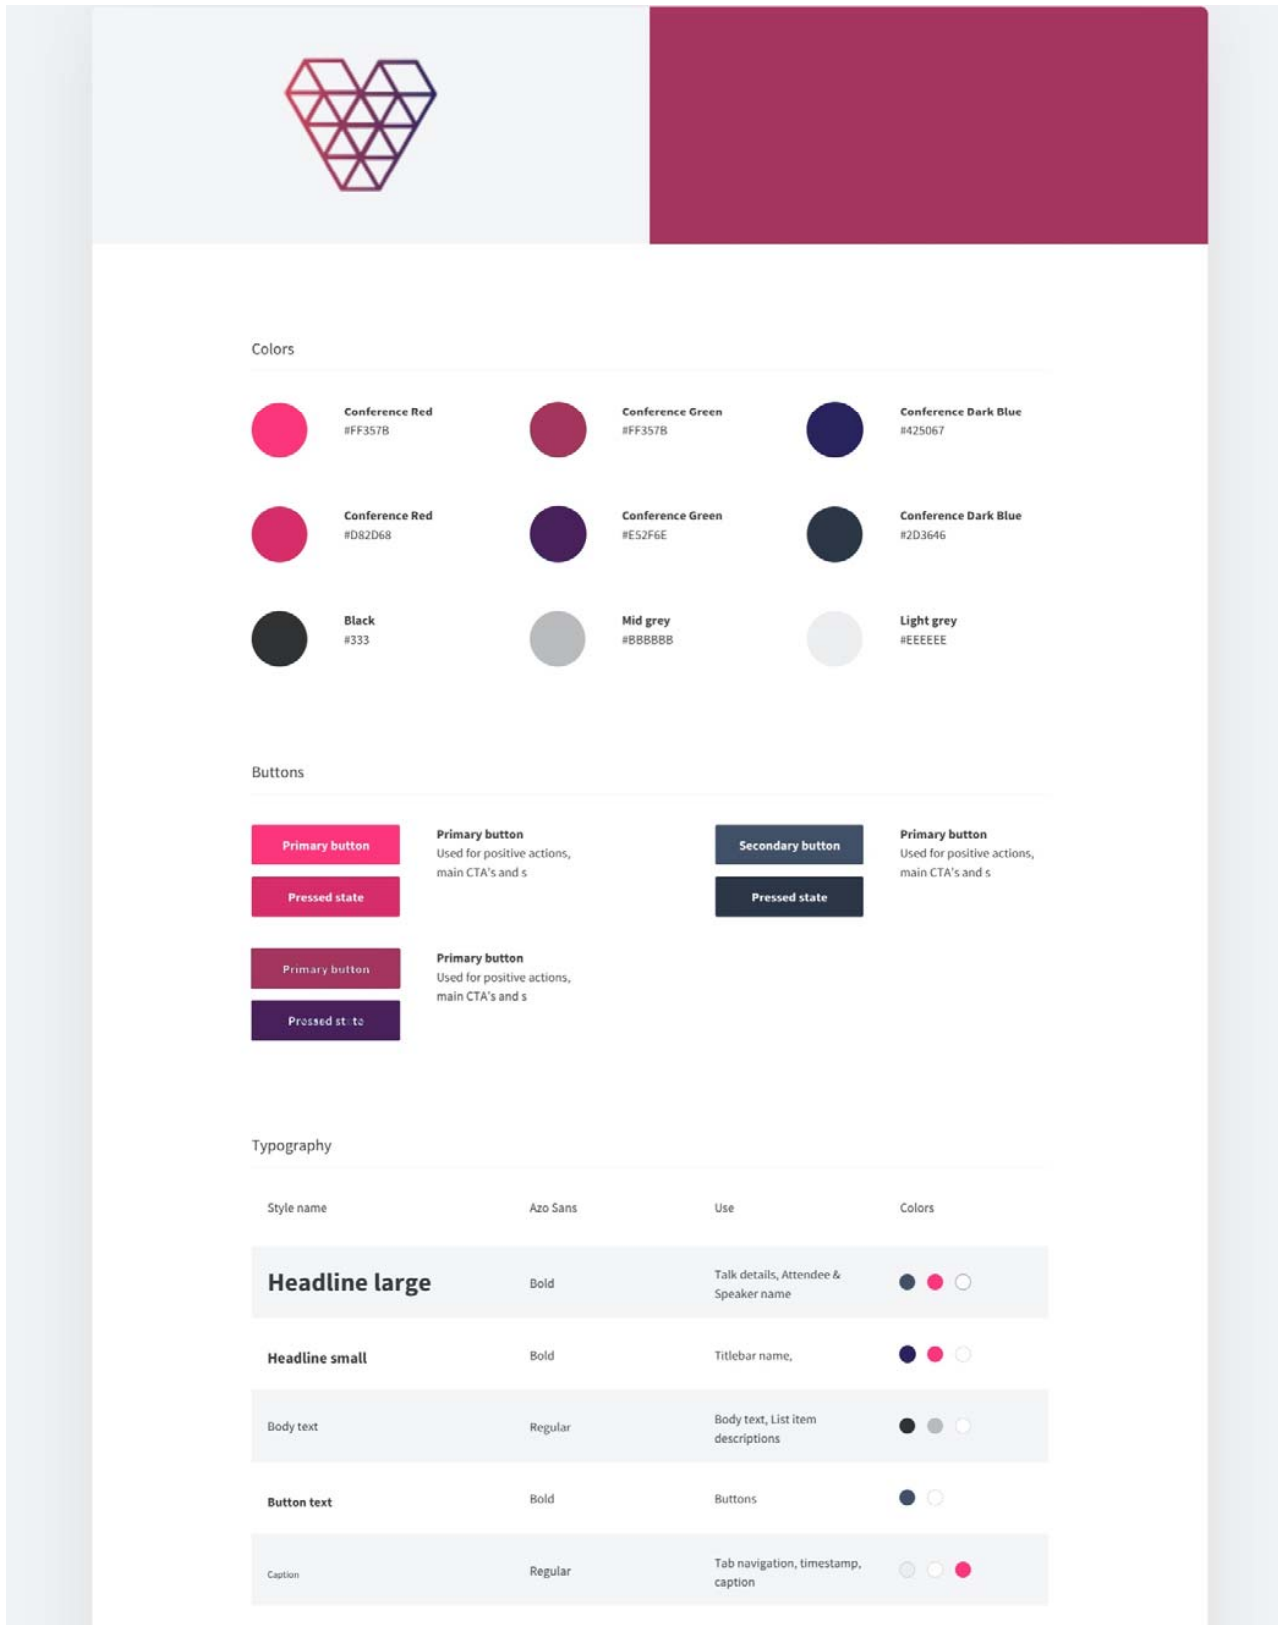 Colors
Conference Red
#FF357B
Conference Green
#FF357B
Conference Dark Blue
#425067
Conference Red
#D82D68
Conference Green
#E52F6E
Conference Dark Blue
#2D3646
Black
#333
Mid grey
#BBBBBB
Light grey
#EEEEEE
Buttons
Primary button
Pressed state
Primary button
Used for positive actions,
main CTA's and s
Secondary button
Pressed state
Primary button
Used for positive actions,
main CTA's and s
Primary button
Pressed state
Primary button
Used for positive actions,
main CTA's and s
Typography
Style name
Azo Sans
Use
Colors
Headline large
Bold
Talk details, Attendee &
Speaker name
Headline small
Bold
Titlebar name,
Body text
Regular
Body text, List item
descriptions
Button text
Bold
Buttons
Caption
Regular
Tab navigation, timestamp,
caption